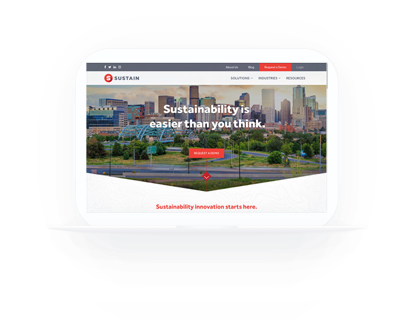 About Us Blog Request a Demo Login
SUSTAIN
SOLUTIONS INDUSTRIES RESOURCES
Sustainability is
easier than you think.
REQUEST A DEMO
Sustainability innovation starts here.